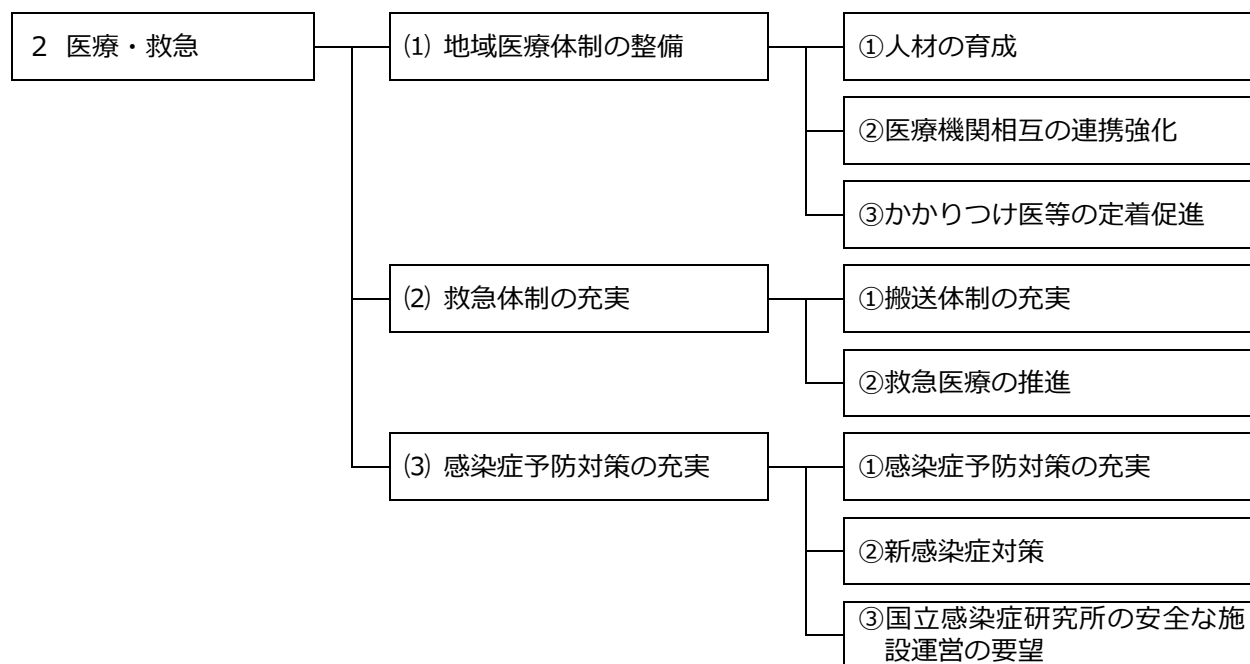 2 医療・救急
⑴ 地域医療体制の整備
①人材の育成
②医療機関相互の連携強化
③かかりつけ医等の定着促進
⑵ 救急体制の充実
①搬送体制の充実
②救急医療の推進
⑶ 感染症予防対策の充実
①感染症予防対策の充実
②新感染症対策
③国立感染症研究所の安全な施
設運営の要望